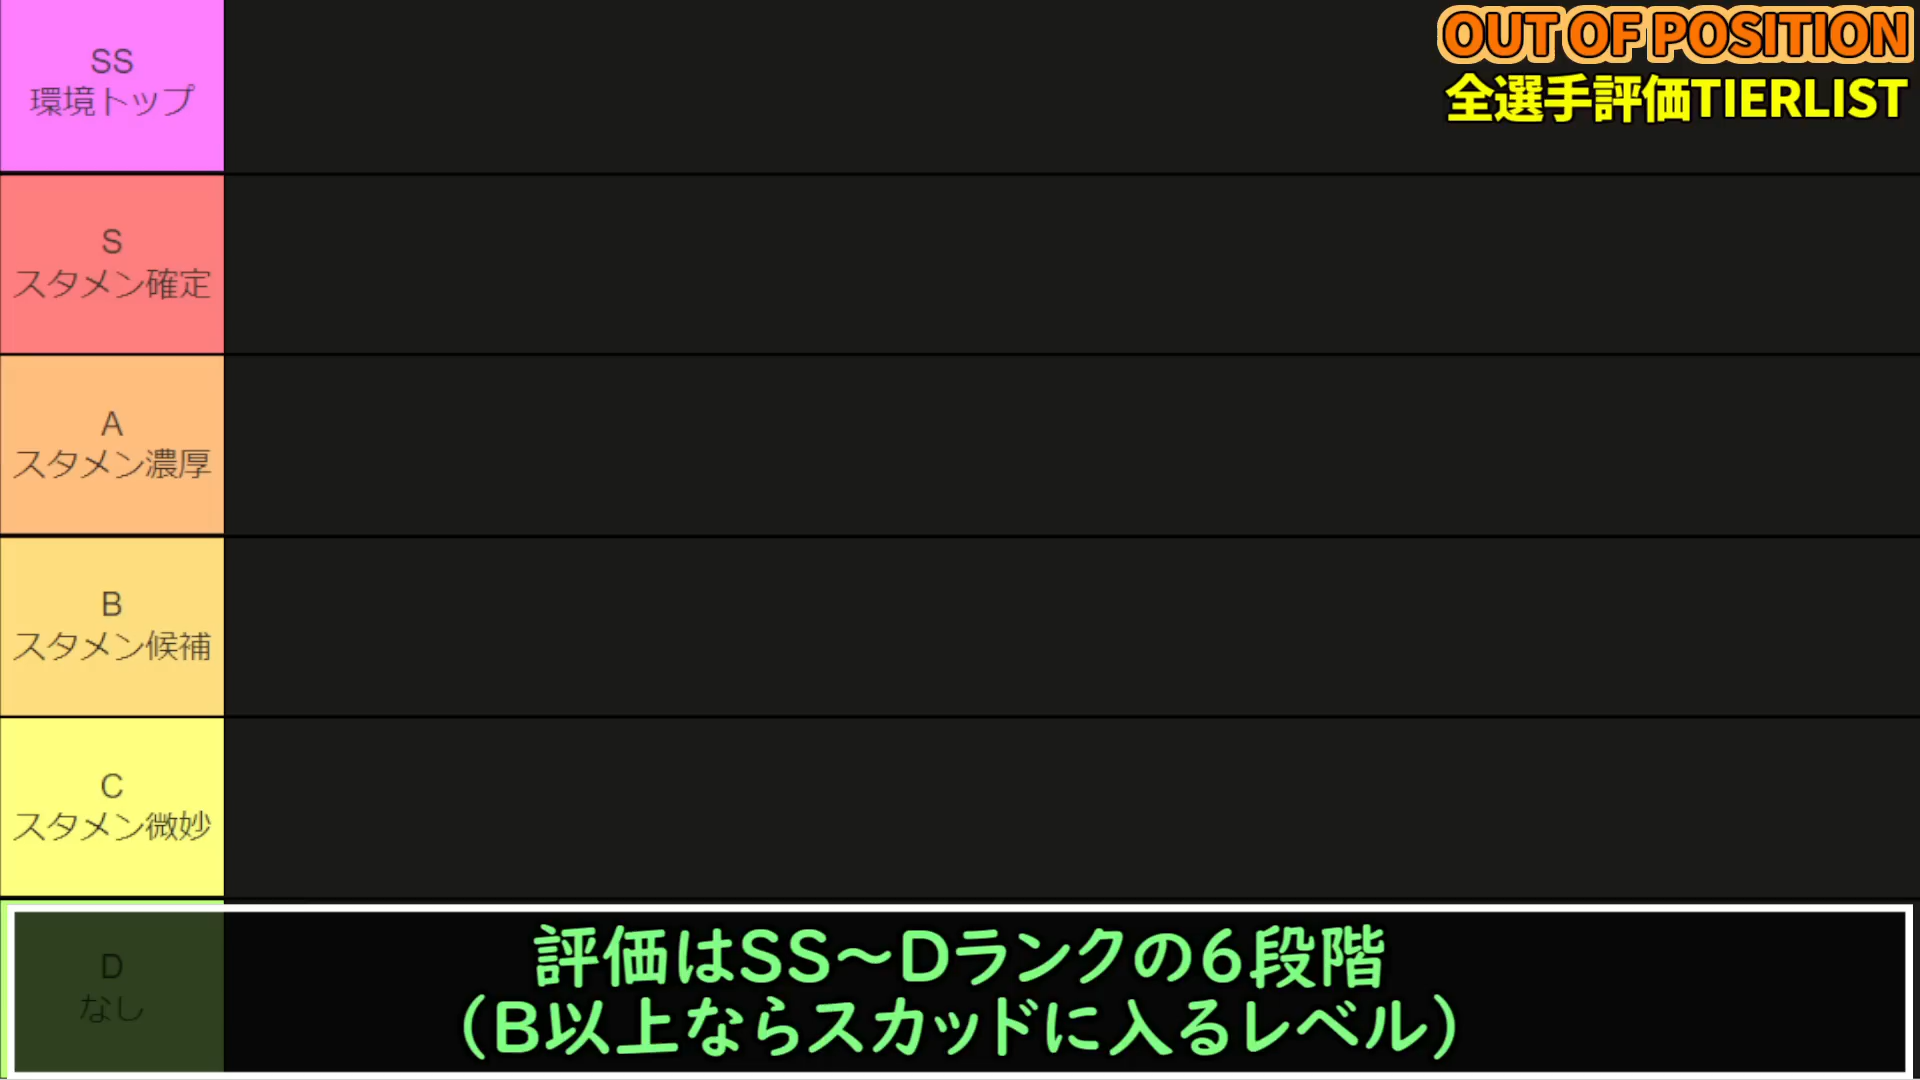 SS
環境トップ
OUT OF POSITION
全選手評価TIERLIST
S
スタメン確定
A
スタメン濃厚
B
スタメン候補
C
スタメン微妙
D
なし
評価はSS～Dランクの6段階
（B以上ならスカッドに入るレベル）